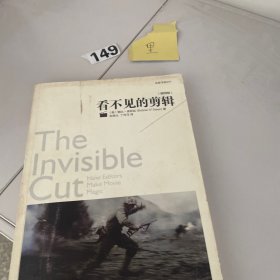 149
里
看不见的剪辑
The
Invisible
Cut
How Editors
Make Movie
Magic